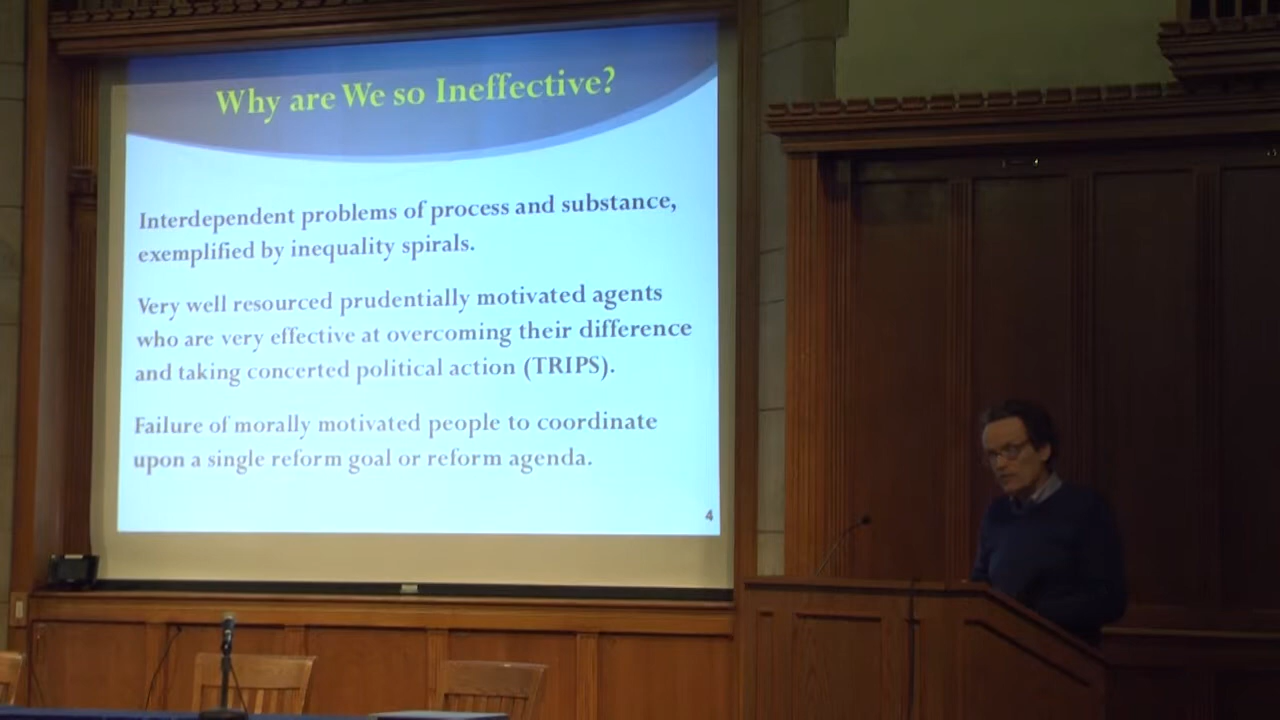 Why are We so Ineffective?
Interdependent problems of process and substance,
exemplified by inequality spirals.
Very well resourced prudentially motivated agents
who are very effective at overcoming their difference
and taking concerted political action (TRIPS).
Failure of morally motivated people to coordinate
upon a single reform goal or reform agenda.
4